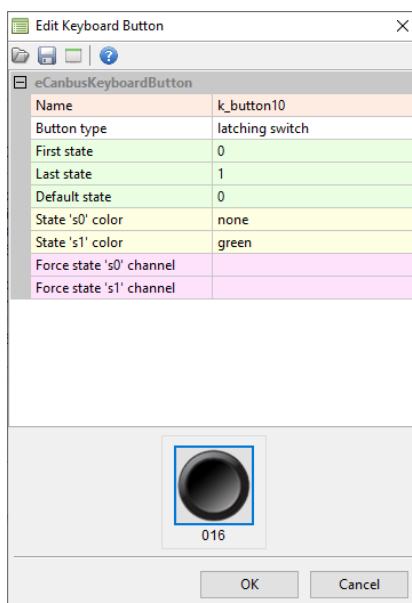 Edit Keyboard Button
eCanbusKeyboardButton
Name k_button10
Button type latching switch
First state 0
Last state 1
Default state 0
State 's0' color none
State 's1' color green
Force state 's0' channel
Force state 's1' channel
016
OK Cancel